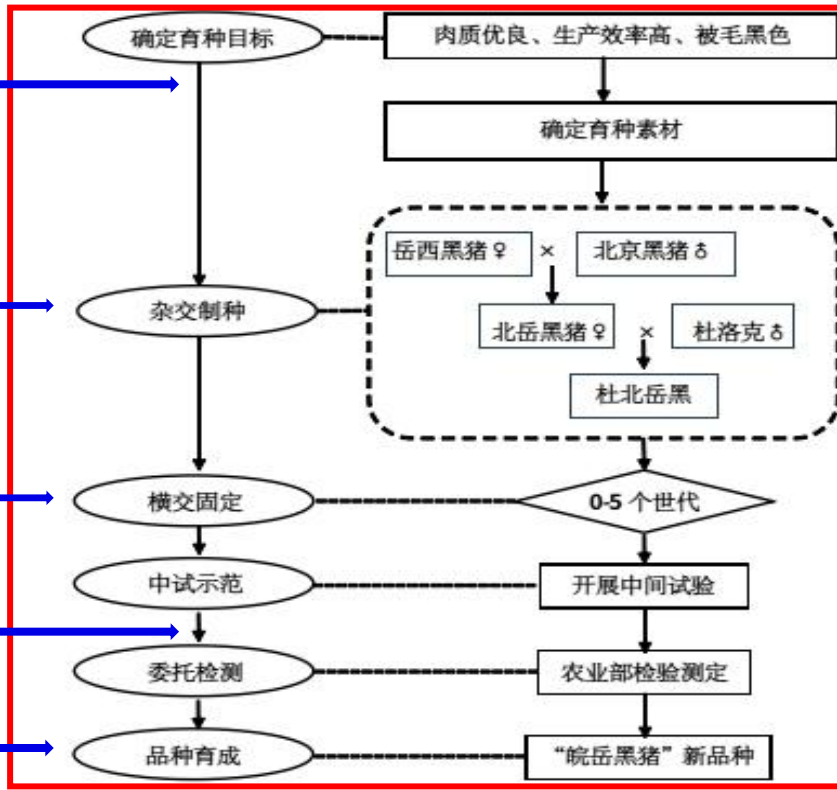 确定育种目标
肉质优良、生产效率高、被毛黑色
确定育种素材
岳西黑猪♀ × 北京黑猪♂
杂交制种
北岳黑猪♀ × 杜洛克♂
杜北岳黑
横交固定
0-5 个世代
中试示范
开展中间试验
委托检测
农业部检验测定
品种育成
“皖岳黑猪”新品种